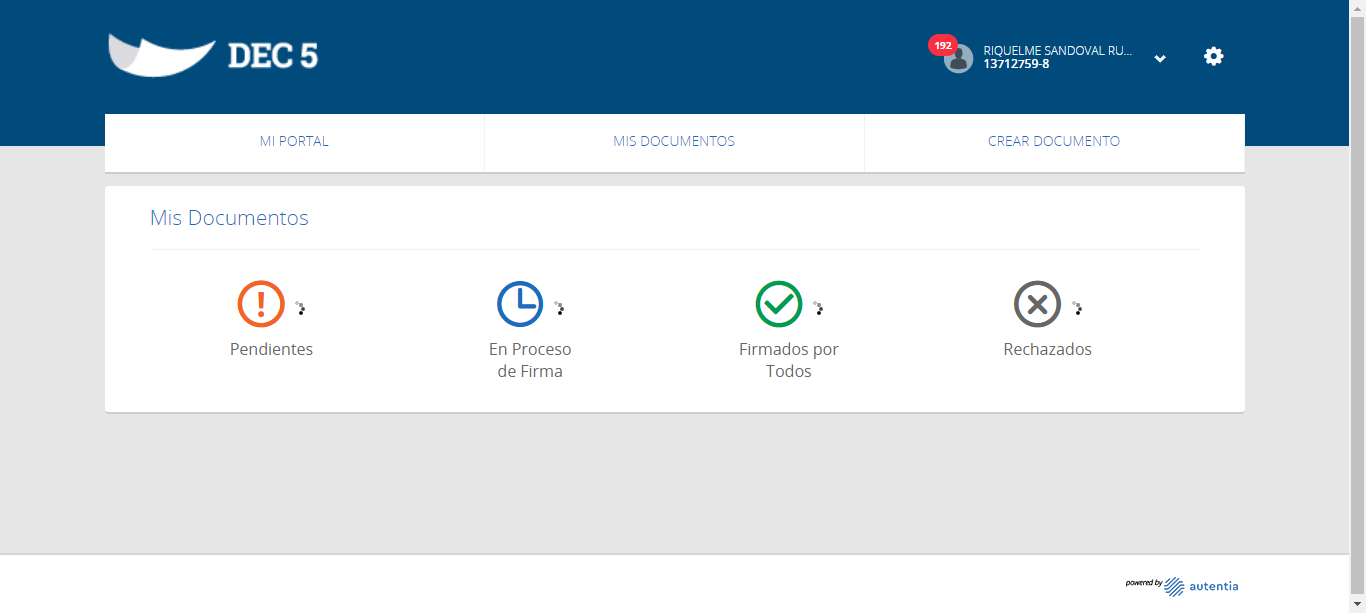 DEC 5
192
RIQUELME SANDOVAL RU...
13712759-8
MI PORTAL
MIS DOCUMENTOS
CREAR DOCUMENTO
Mis Documentos
Pendientes
En Proceso
de Firma
Firmados por
Todos
Rechazados
powered by autentia